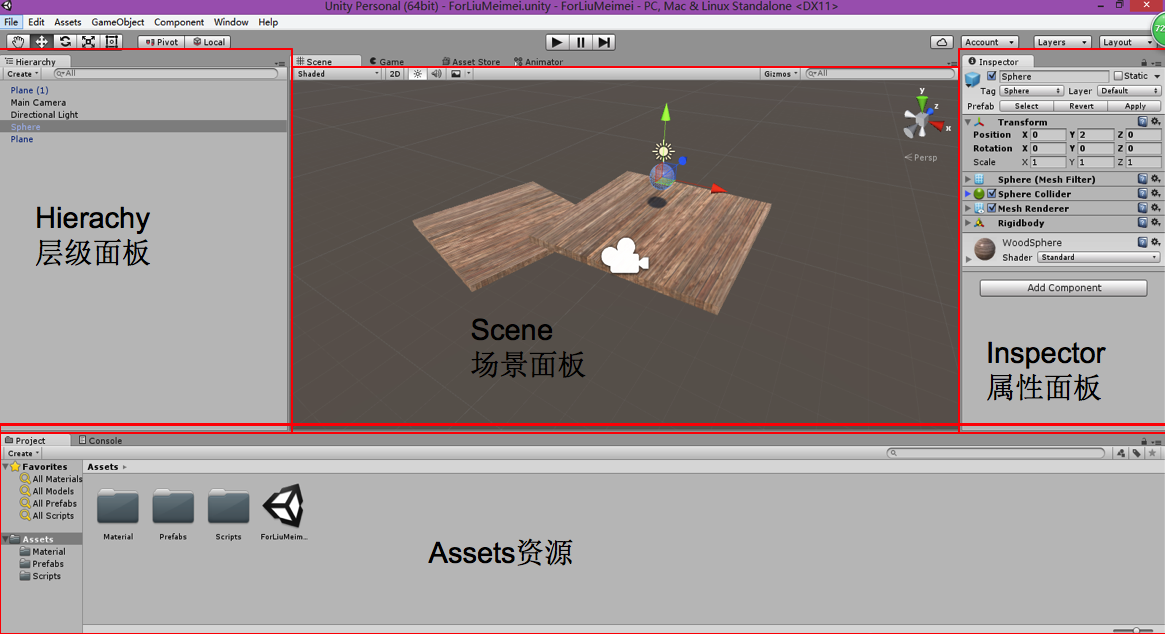 Unity Personal (64bit) - ForLiuMeimei.unity - ForLiuMeimei - PC, Mac & Linux Standalone <DX11>
File Edit Assets GameObject Component Window Help
Pivot Local Account Layers Layout 72
Hierarchy
Create All
Plane (1)
Main Camera
Directional Light
Sphere
Plane
Hierachy
层级面板
Scene Game Asset Store Animator
Shaded 2D Gizmos All
y
z
x
Persp
Scene
场景面板
Inspector
Sphere Static
Tag Sphere Layer Default
Prefab Select Revert Apply
Transform
Position X 0 Y 2 Z 0
Rotation X 0 Y 0 Z 0
Scale X 1 Y 1 Z 1
Sphere (Mesh Filter)
Sphere Collider
Mesh Renderer
Rigidbody
WoodSphere
Shader Standard
Add Component
Inspector
属性面板
Project Console
Create
Favorites
All Materials
All Models
All Prefabs
All Scripts
Assets
Material
Prefabs
Scripts
Assets
Material Prefabs Scripts ForLiuMeim...
Assets资源